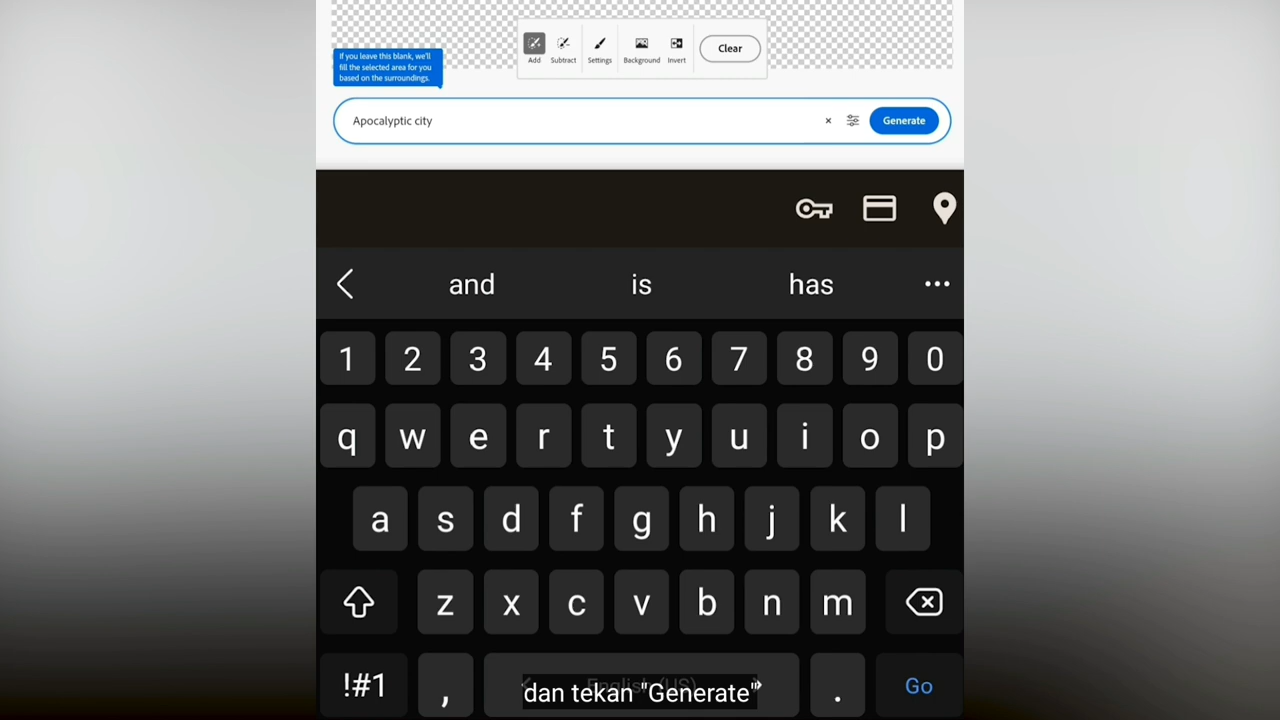 If you leave this blank, we'll
fill the selected area for you
based on the surroundings.
Add Subtract Settings Background Invert Clear
Apocalyptic city × Generate
and is has ...
1 2 3 4 5 6 7 8 9 0
q w e r t y u i o p
a s d f g h j k l
z x c v b n m
!#1 , English (US) . Go
dan tekan "Generate"